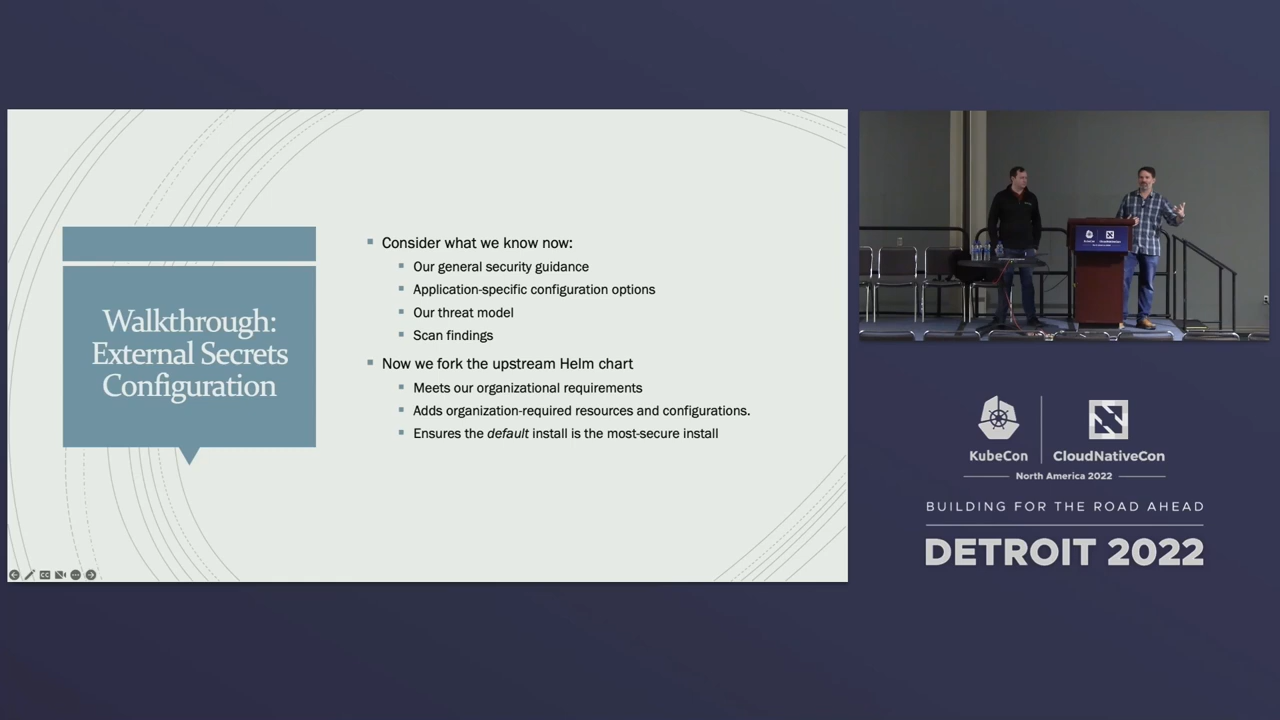 Walkthrough:
External Secrets
Configuration
Consider what we know now:
Our general security guidance
Application-specific configuration options
Our threat model
Scan findings
Now we fork the upstream Helm chart
Meets our organizational requirements
Adds organization-required resources and configurations.
Ensures the default install is the most-secure install
KubeCon
CloudNativeCon
North America 2022
BUILDING FOR THE ROAD AHEAD
DETROIT 2022